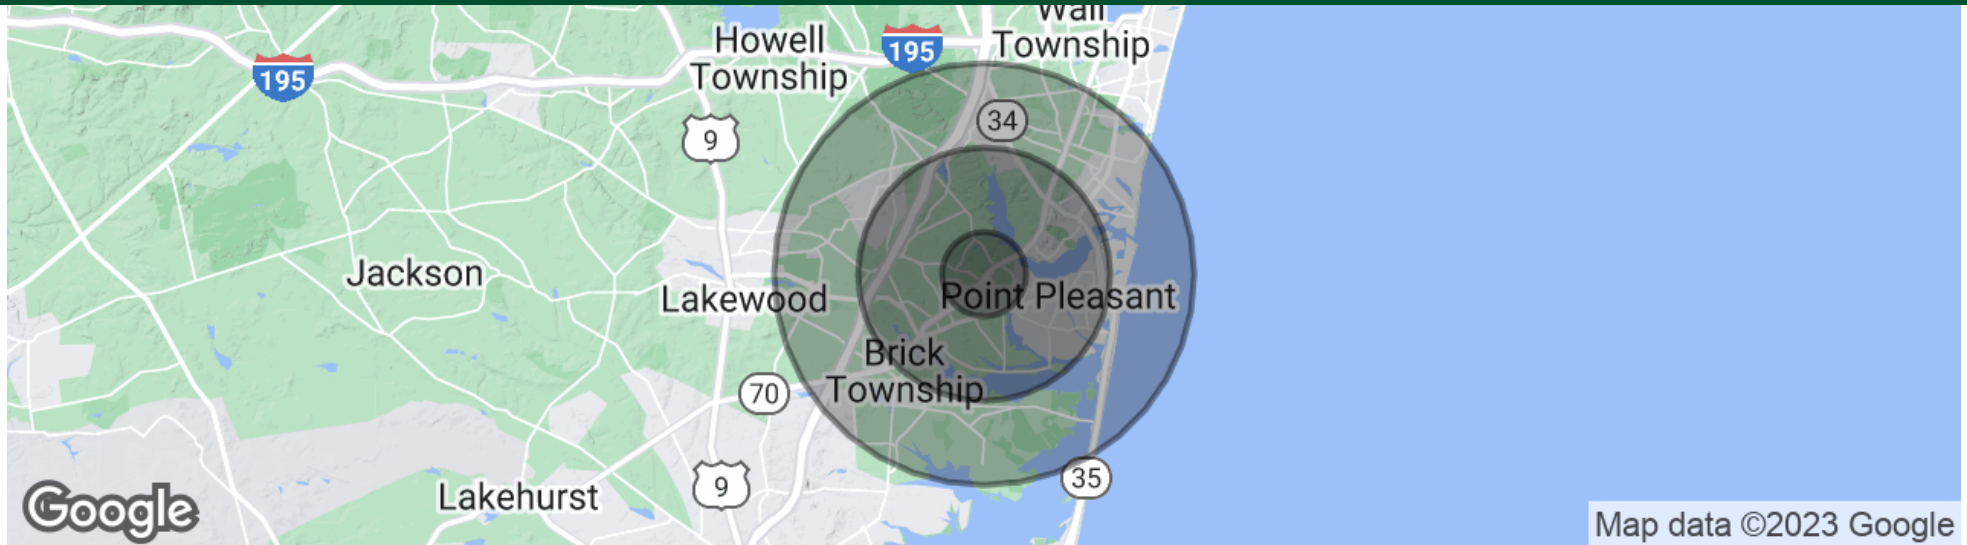 Wall
Township
Howell
Township
195
195
34
9
Jackson
Lakewood
Point Pleasant
Brick
Township
70
9
35
Lakehurst
Google
Map data ©2023 Google